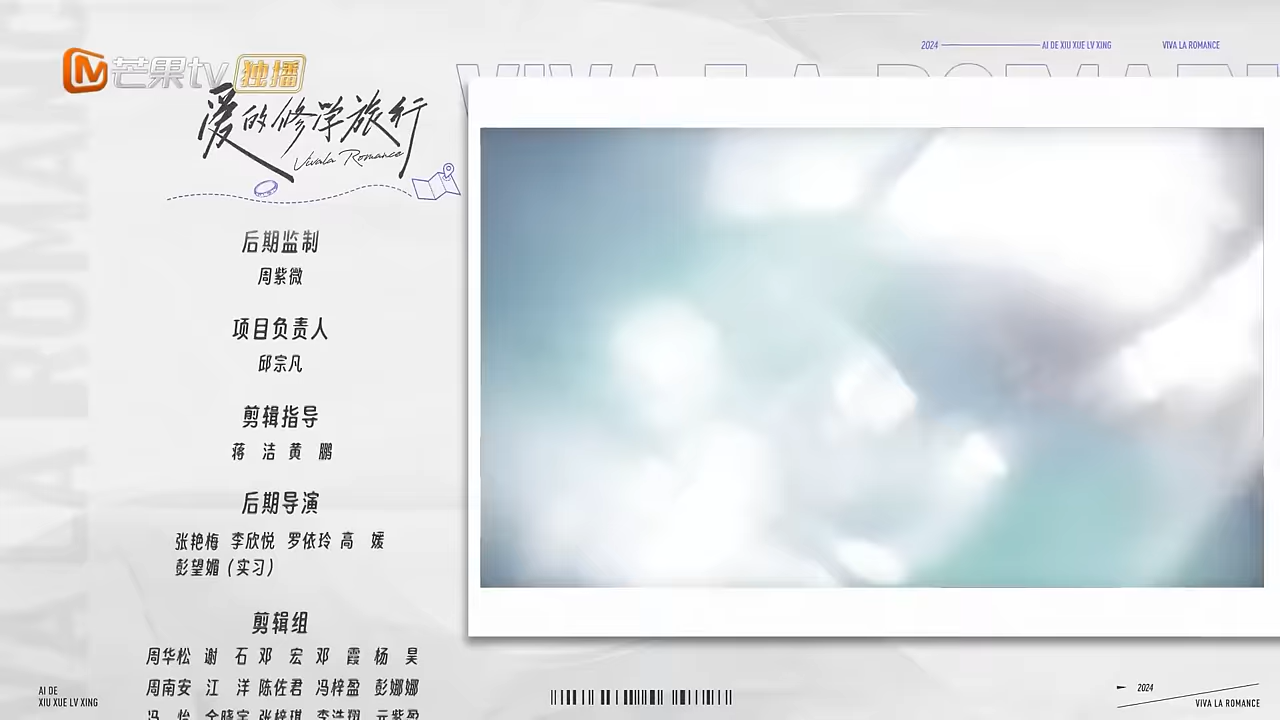 2024 AI DE XIU XUE LV XING VIVA LA ROMANCE
芒果tv 独播
爱的修学旅行
Vivala Romance
后期监制
周紫微
项目负责人
邱宗凡
剪辑指导
蒋 洁 黄 鹏
后期导演
张艳梅 李欣悦 罗依玲 高 媛
彭望媚（实习）
剪辑组
周华松 谢 石 邓 宏 邓 霞 杨 昊
周南安 江 洋 陈佐君 冯梓盈 彭娜娜
AI DE
XIU XUE LV XING
2024
VIVA LA ROMANCE